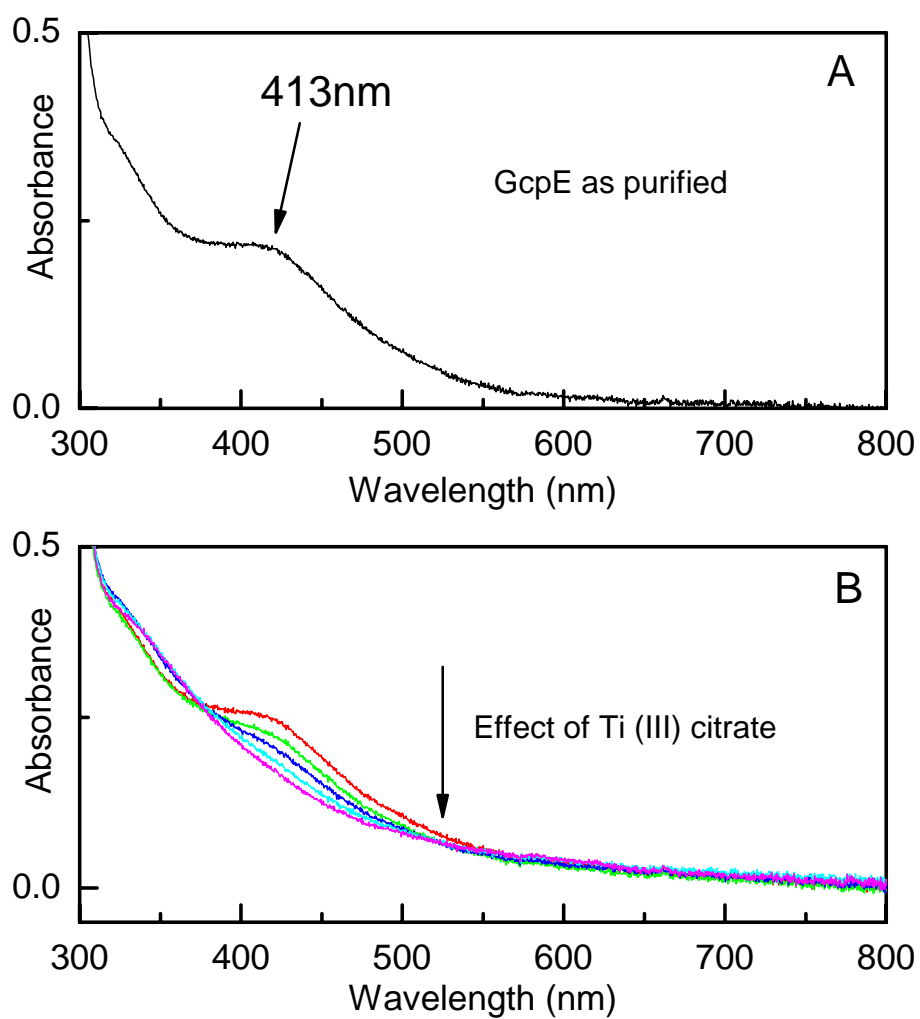 0.5
A
413nm
GcpE as purified
Absorbance
0.0
300 400 500 600 700 800
Wavelength (nm)
0.5
B
Effect of Ti (III) citrate
Absorbance
0.0
300 400 500 600 700 800
Wavelength (nm)